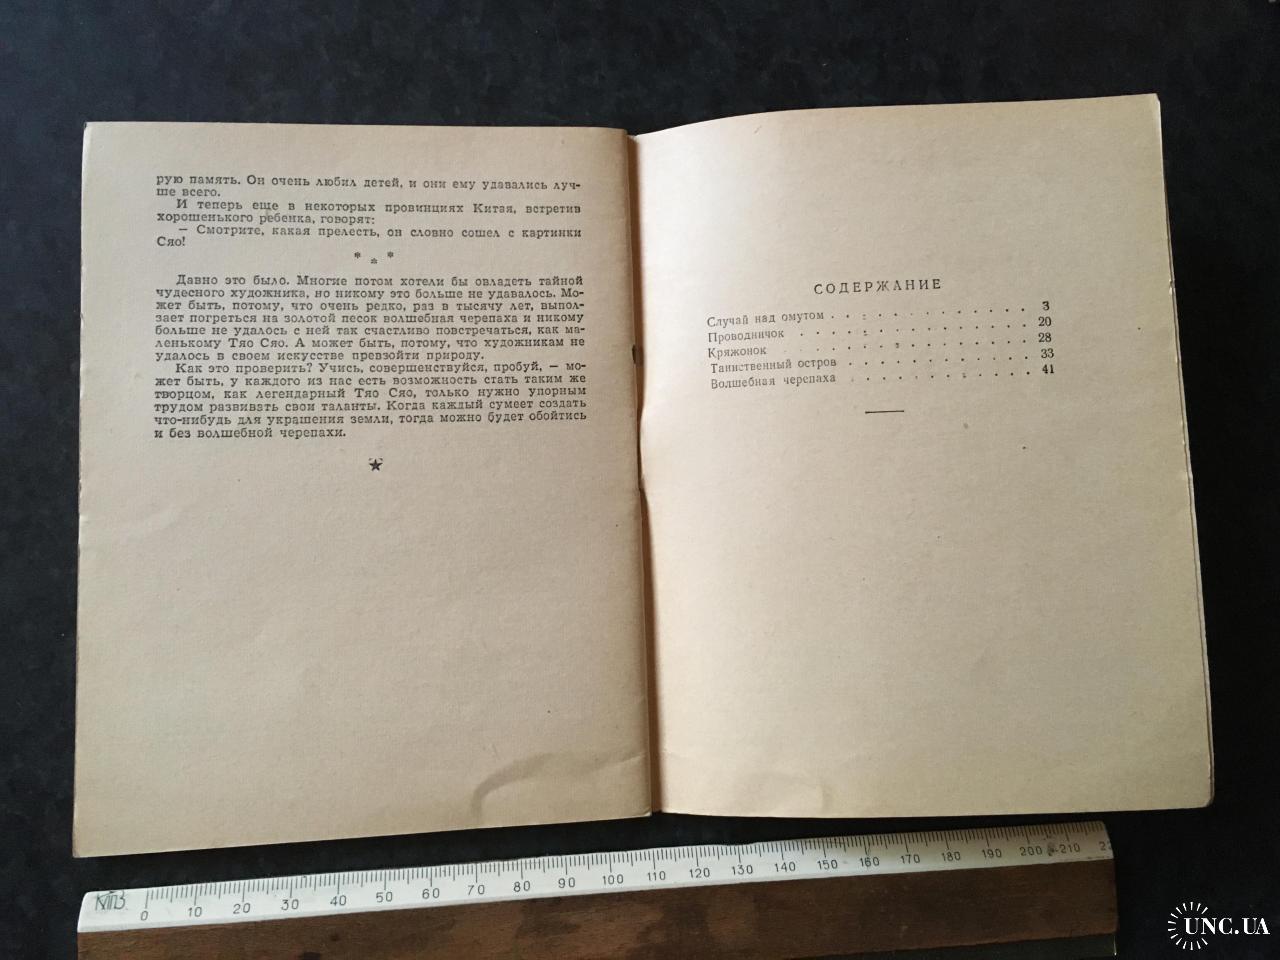 рую память. Он очень любил детей, и они ему удавались луч-
ше всего.
И теперь еще в некоторых провинциях Китая, встретив
хорошенького ребенка, говорят:
— Смотрите, какая прелесть, он словно сошел с картинки
Сяо!
* * *
Давно это было. Многие потом хотели бы овладеть тайной
чудесного художника, но никому это больше не удавалось. Мо-
жет быть, потому, что очень редко, раз в тысячу лет, выпол-
зает погреться на золотой песок волшебная черепаха и никому
больше не удалось с ней так счастливо повстречаться, как ма-
ленькому Тяо Сяо. А может быть, потому, что художникам не
удалось в своем искусстве превзойти природу.
Как это проверить? Учись, совершенствуйся, пробуй, — мо-
жет быть, у каждого из нас есть возможность стать таким же
творцом, как легендарный Тяо Сяо, только нужно упорным
трудом развивать свои таланты. Когда каждый сумеет создать
что-нибудь для украшения земли, тогда можно будет обойтись
и без волшебной черепахи.
★
СОДЕРЖАНИЕ
Случай над омутом . . . . . . . . . . . . 3
Проводничок . . . . . . . . . . . . 20
Кряжонок . . . . . . . . . . . . 28
Таинственный остров . . . . . . . . . . . . 33
Волшебная черепаха . . . . . . . . . . . . 41
КПВЗ 0 10 20 30 40 50 60 70 80 90 100 110 120 130 140 150 160 170 180 190 200 210
UNC.UA